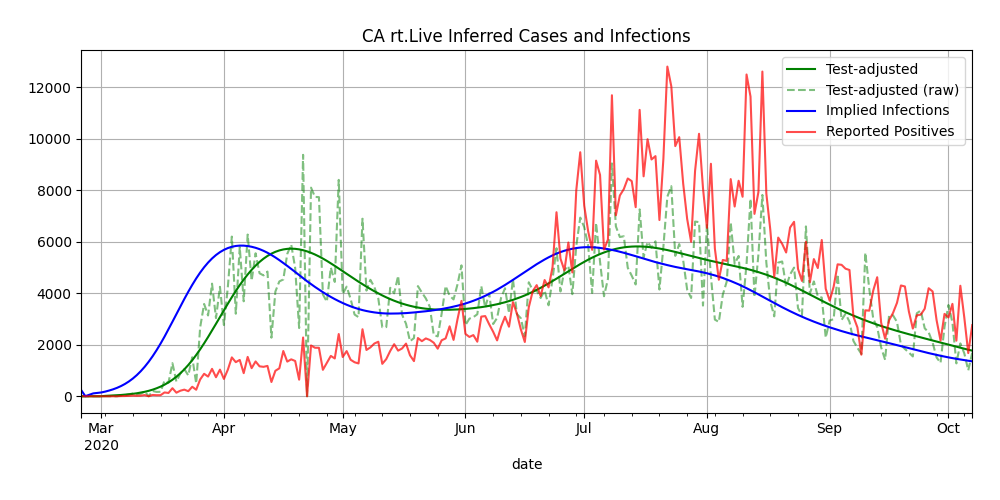 CA rt.Live Inferred Cases and Infections
Test-adjusted
Test-adjusted (raw)
Implied Infections
Reported Positives
12000
10000
8000
6000
4000
2000
0
Mar Apr May Jun Jul Aug Sep Oct
2020
date